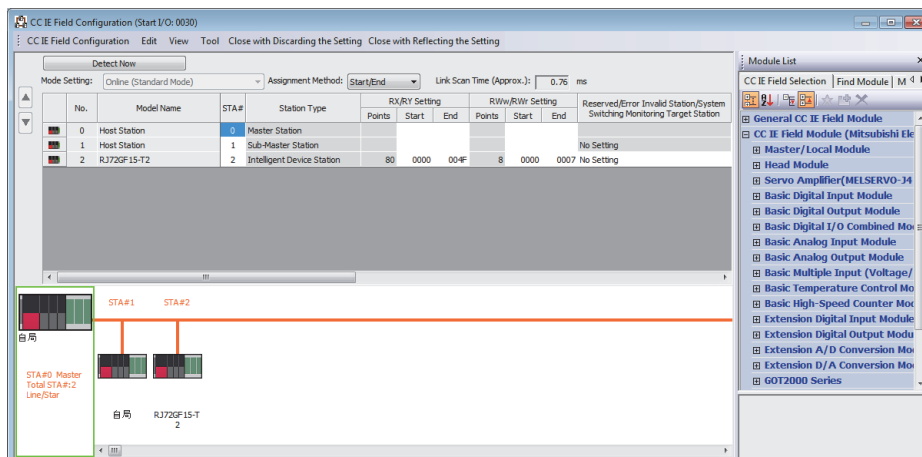 CC IE Field Configuration (Start I/O: 0030)
CC IE Field Configuration Edit View Tool Close with Discarding the Setting Close with Reflecting the Setting
Detect Now
Mode Setting: Online (Standard Mode) Assignment Method: Start/End Link Scan Time (Approx.): 0.76 ms
No. Model Name STA# Station Type RX/RY Setting RWw/RWr Setting Reserved/Error Invalid Station/System Switching Monitoring Target Station
Points Start End Points Start End
0 Host Station 0 Master Station
1 Host Station 1 Sub-Master Station No Setting
2 RJ72GF15-T2 2 Intelligent Device Station 80 0000 004F 8 0000 0007 No Setting
STA#1 STA#2
自局
STA#0 Master
Total STA#:2
Line/Star
自局
RJ72GF15-T
2
Module List
CC IE Field Selection Find Module M
General CC IE Field Module
CC IE Field Module (Mitsubishi Ele
Master/Local Module
Head Module
Servo Amplifier(MELSERVO-J4
Basic Digital Input Module
Basic Digital Output Module
Basic Digital I/O Combined Mo
Basic Analog Input Module
Basic Analog Output Module
Basic Multiple Input (Voltage/
Basic Temperature Control Mo
Basic High-Speed Counter Mod
Extension Digital Input Module
Extension Digital Output Modu
Extension A/D Conversion Mo
Extension D/A Conversion Mo
GOT2000 Series